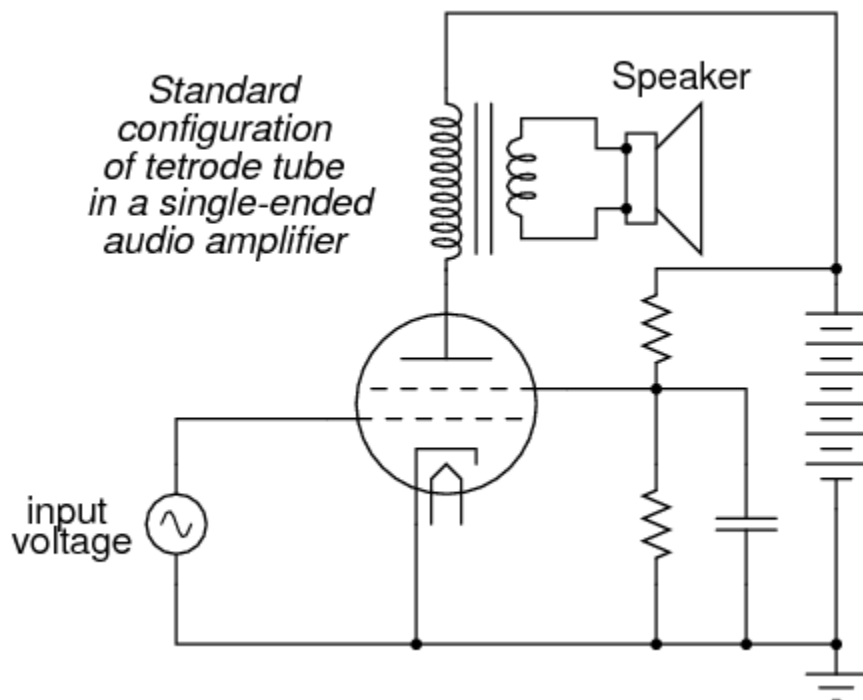 Standard
configuration
of tetrode tube
in a single-ended
audio amplifier
Speaker
input
voltage